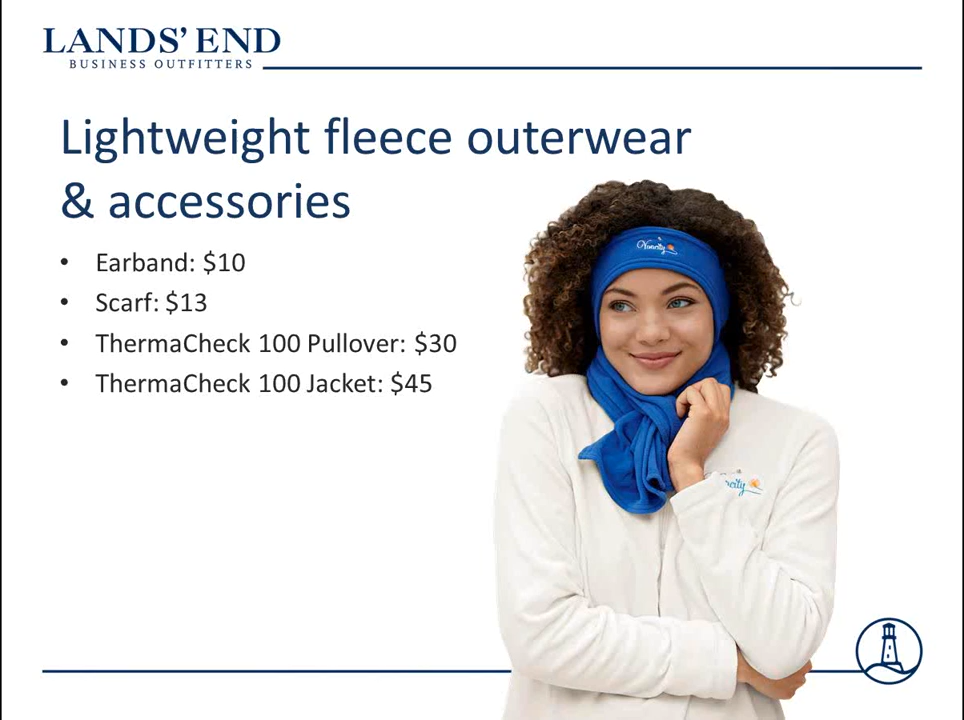 LANDS' END
BUSINESS OUTFITTERS
Lightweight fleece outerwear
& accessories
• Earband: $10
• Scarf: $13
• ThermaCheck 100 Pullover: $30
• ThermaCheck 100 Jacket: $45